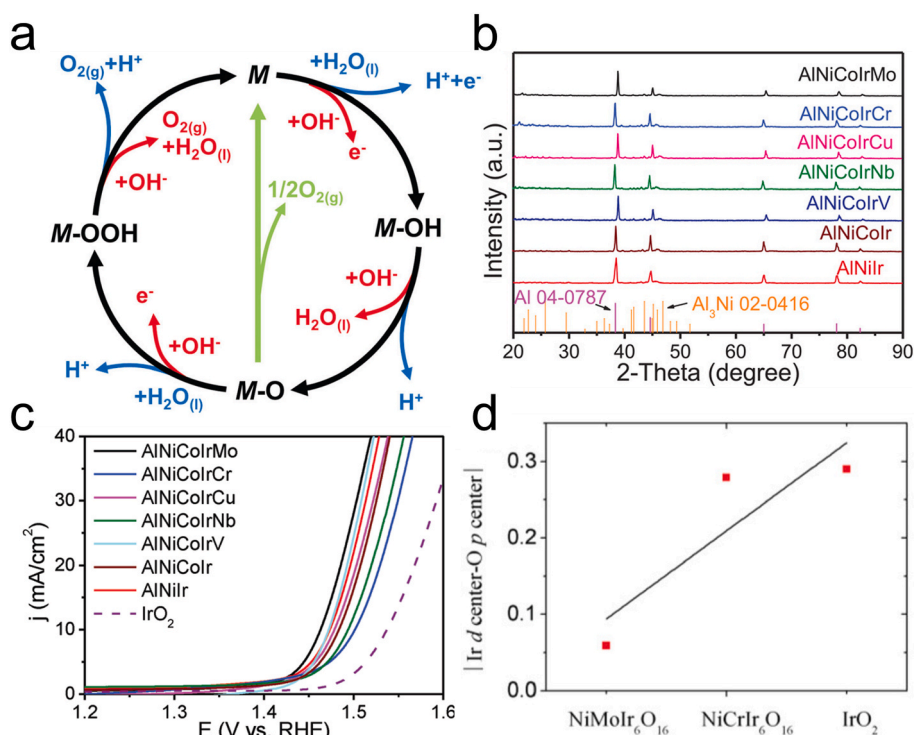 a
O2(g)+H+
M
+H2O(l)
H++e-
+OH-
e-
O2(g)
+H2O(l)
+OH-
1/2O2(g)
M-OOH
M-OH
e-
+OH-
H+
+H2O(l)
M-O
+OH-
H2O(l)
H+
b
Intensity (a.u.)
AlNiCoIrMo
AlNiCoIrCr
AlNiCoIrCu
AlNiCoIrNb
AlNiCoIrV
AlNiCoIr
AlNiIr
Al 04-0787
Al3Ni 02-0416
20 30 40 50 60 70 80 90
2-Theta (degree)
c
j (mA/cm2)
40
30
20
10
0
AlNiCoIrMo
AlNiCoIrCr
AlNiCoIrCu
AlNiCoIrNb
AlNiCoIrV
AlNiCoIr
AlNiIr
IrO2
1.2 1.3 1.4 1.5 1.6
E (V vs. RHE)
d
| Ir d center-O p center |
0.3
0.2
0.1
0.0
NiMoIr6O16 NiCrIr6O16 IrO2